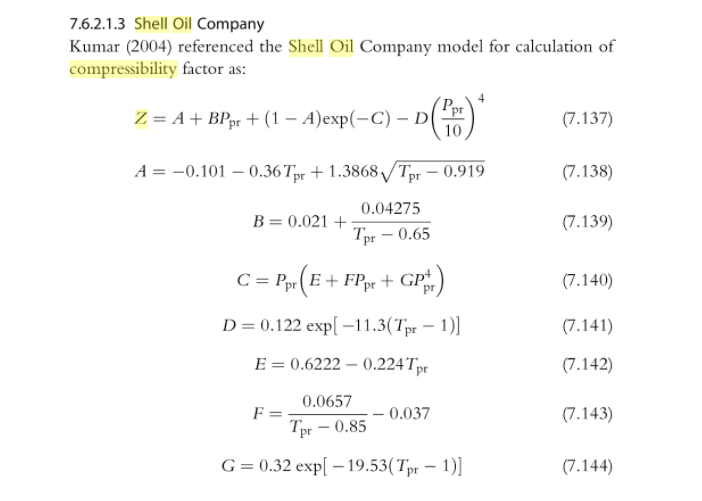 7.6.2.1.3 Shell Oil Company
Kumar (2004) referenced the Shell Oil Company model for calculation of
compressibility factor as:
Z = A + BP_pr + (1 − A)exp(−C) − D(P_pr/10)^4 (7.137)
A = −0.101 − 0.36T_pr + 1.3868√(T_pr − 0.919) (7.138)
B = 0.021 + 0.04275/(T_pr − 0.65) (7.139)
C = P_pr(E + FP_pr + GP_pr^4) (7.140)
D = 0.122 exp[−11.3(T_pr − 1)] (7.141)
E = 0.6222 − 0.224T_pr (7.142)
F = 0.0657/(T_pr − 0.85) − 0.037 (7.143)
G = 0.32 exp[−19.53(T_pr − 1)] (7.144)